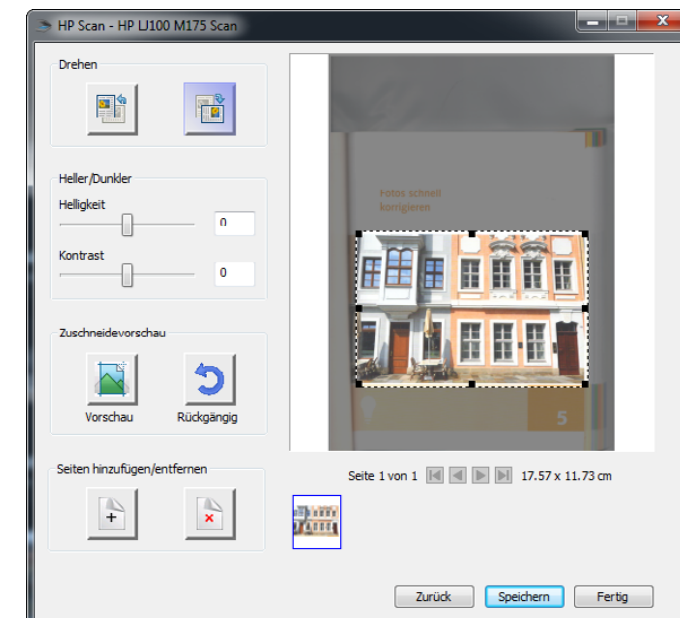 HP Scan - HP LJ100 M175 Scan
Drehen
Heller/Dunkler
Helligkeit
0
Kontrast
0
Zuschneidevorschau
Vorschau
Rückgängig
Seiten hinzufügen/entfernen
Fotos schnell
korrigieren
5
Seite 1 von 1
17.57 x 11.73 cm
Zurück
Speichern
Fertig